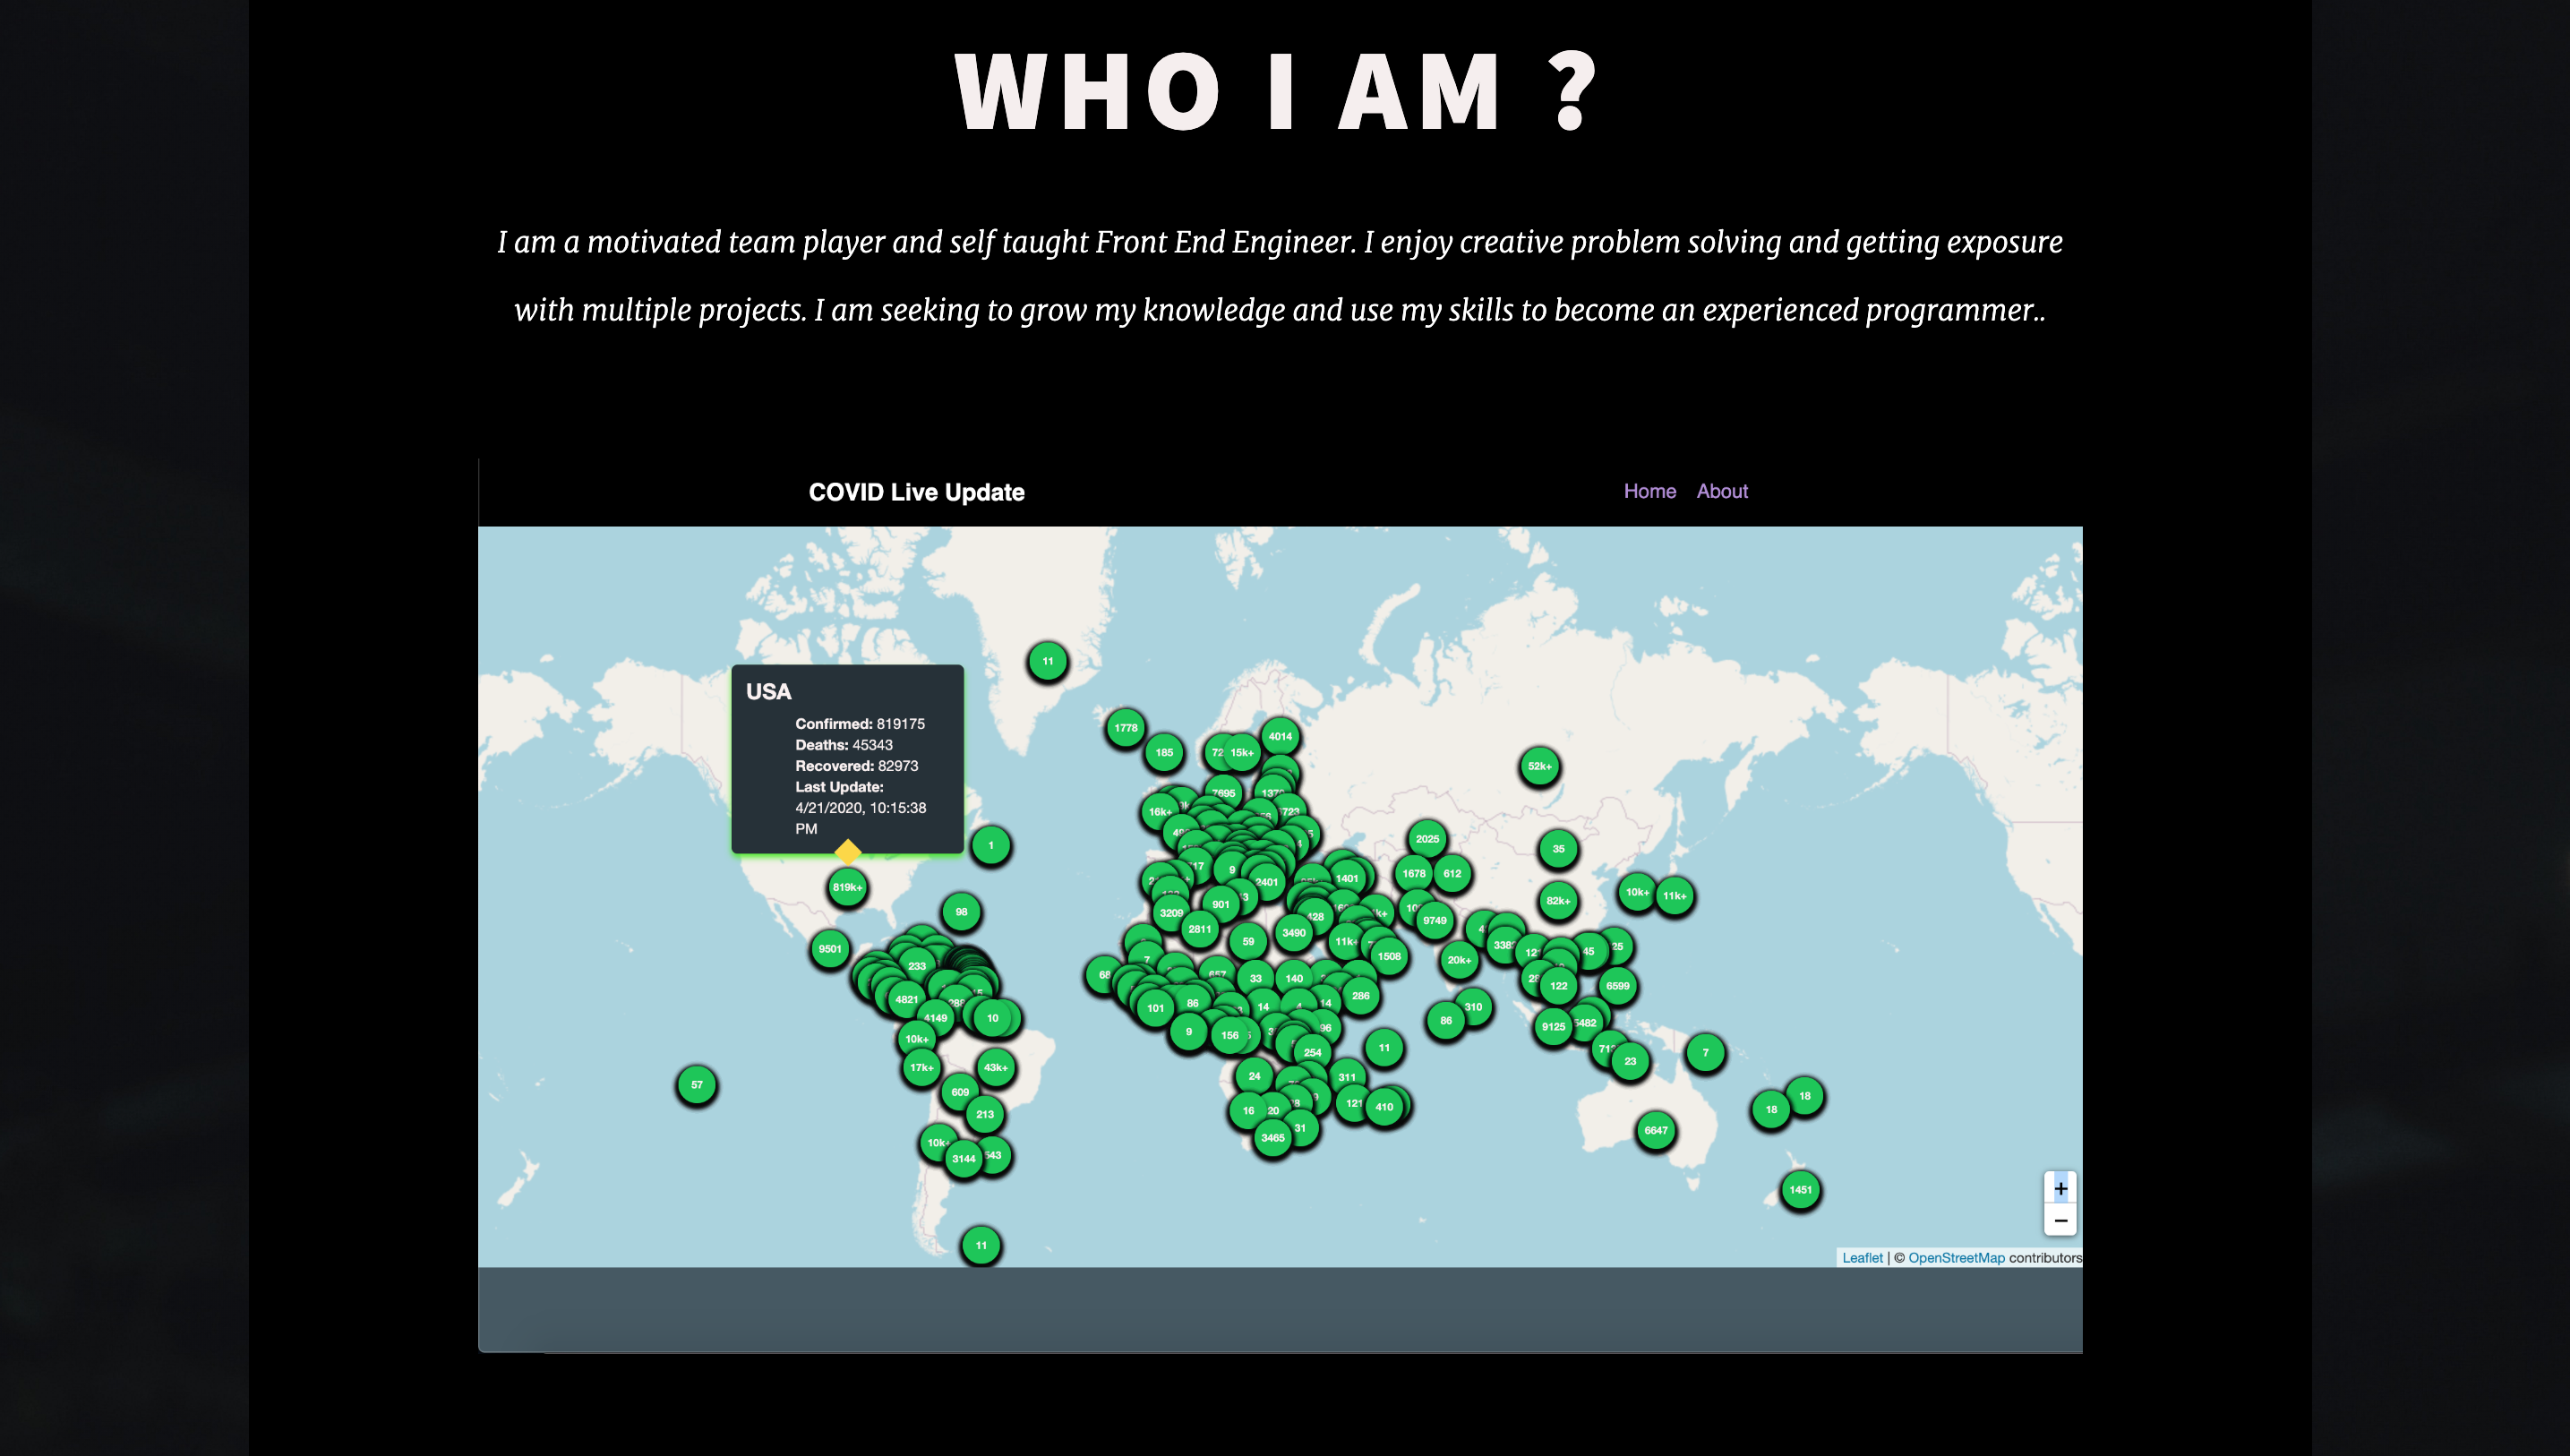 WHO I AM ?
I am a motivated team player and self taught Front End Engineer. I enjoy creative problem solving and getting exposure
with multiple projects. I am seeking to grow my knowledge and use my skills to become an experienced programmer..
COVID Live Update
Home About
11
USA
Confirmed: 819175
Deaths: 45343
Recovered: 82973
Last Update:
4/21/2020, 10:15:38
PM
1778
185
15k+
4014
52k+
7695
16k+
2025
1
35
1678
612
1401
2401
819k+
10k+
11k+
82k+
901
98
3209
428
9749
2811
3490
59
11k+
9501
1508
20k+
233
68
33
140
122
6599
286
4821
101
86
14
310
4149
10
86
9125
9
156
10k+
254
11
7
23
17k+
43k+
24
311
57
609
18
18
16
20
121
410
213
31
6647
3465
10k+
3144
1451
11
+
−
Leaflet | © OpenStreetMap contributors